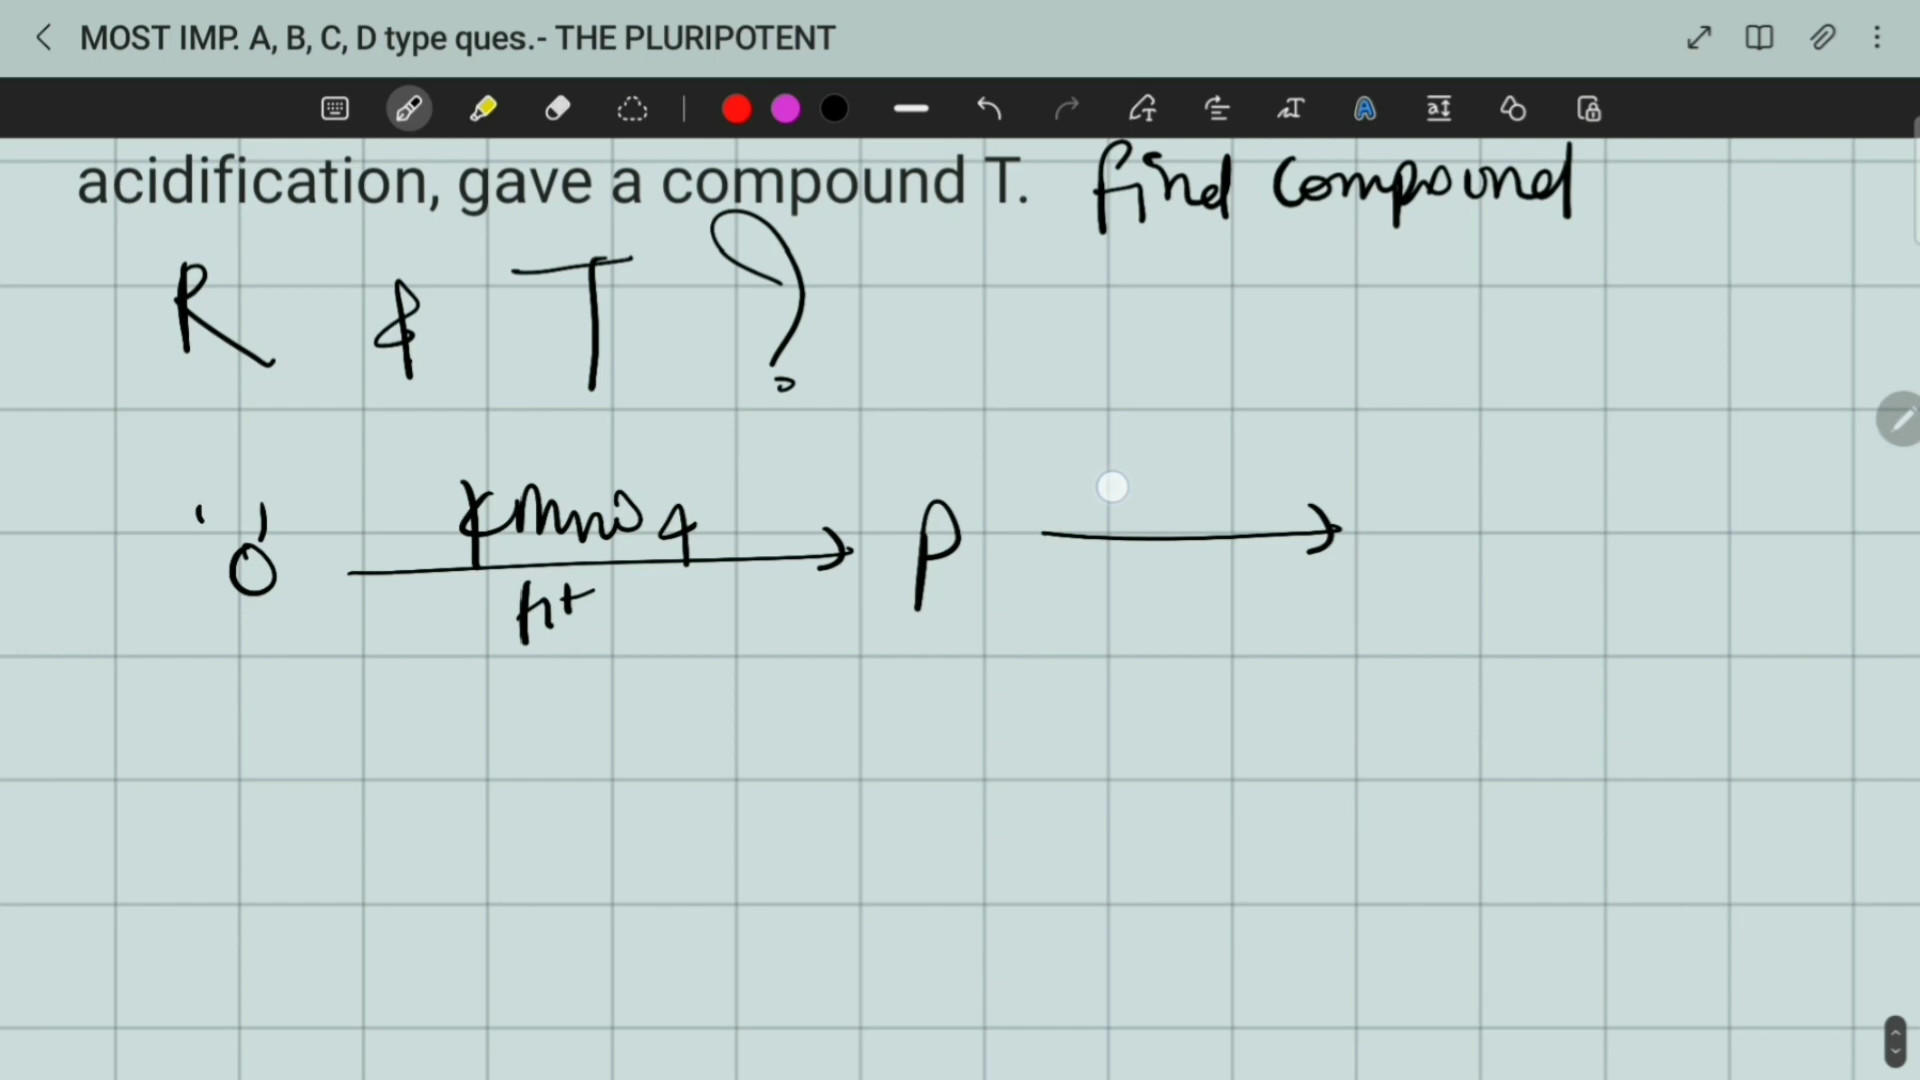 MOST IMP. A, B, C, D type ques.- THE PLURIPOTENT
acidification, gave a compound T. find compound
R & T ?
'O' KMnO4 → P →
H+